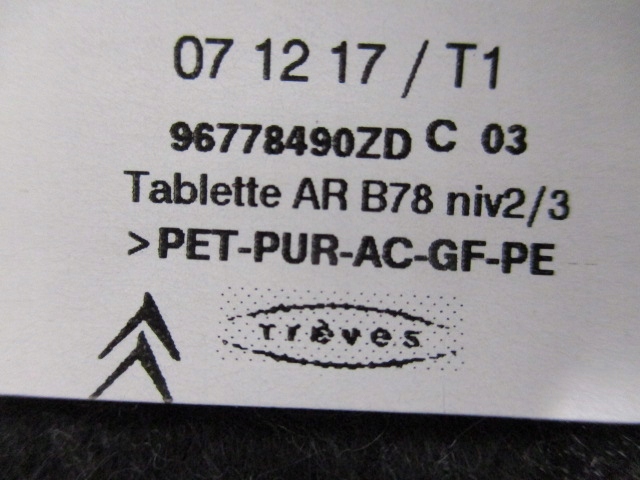 07 12 17 / T1
96778490ZD C 03
Tablette AR B78 niv2/3
>PET-PUR-AC-GF-PE
trèves